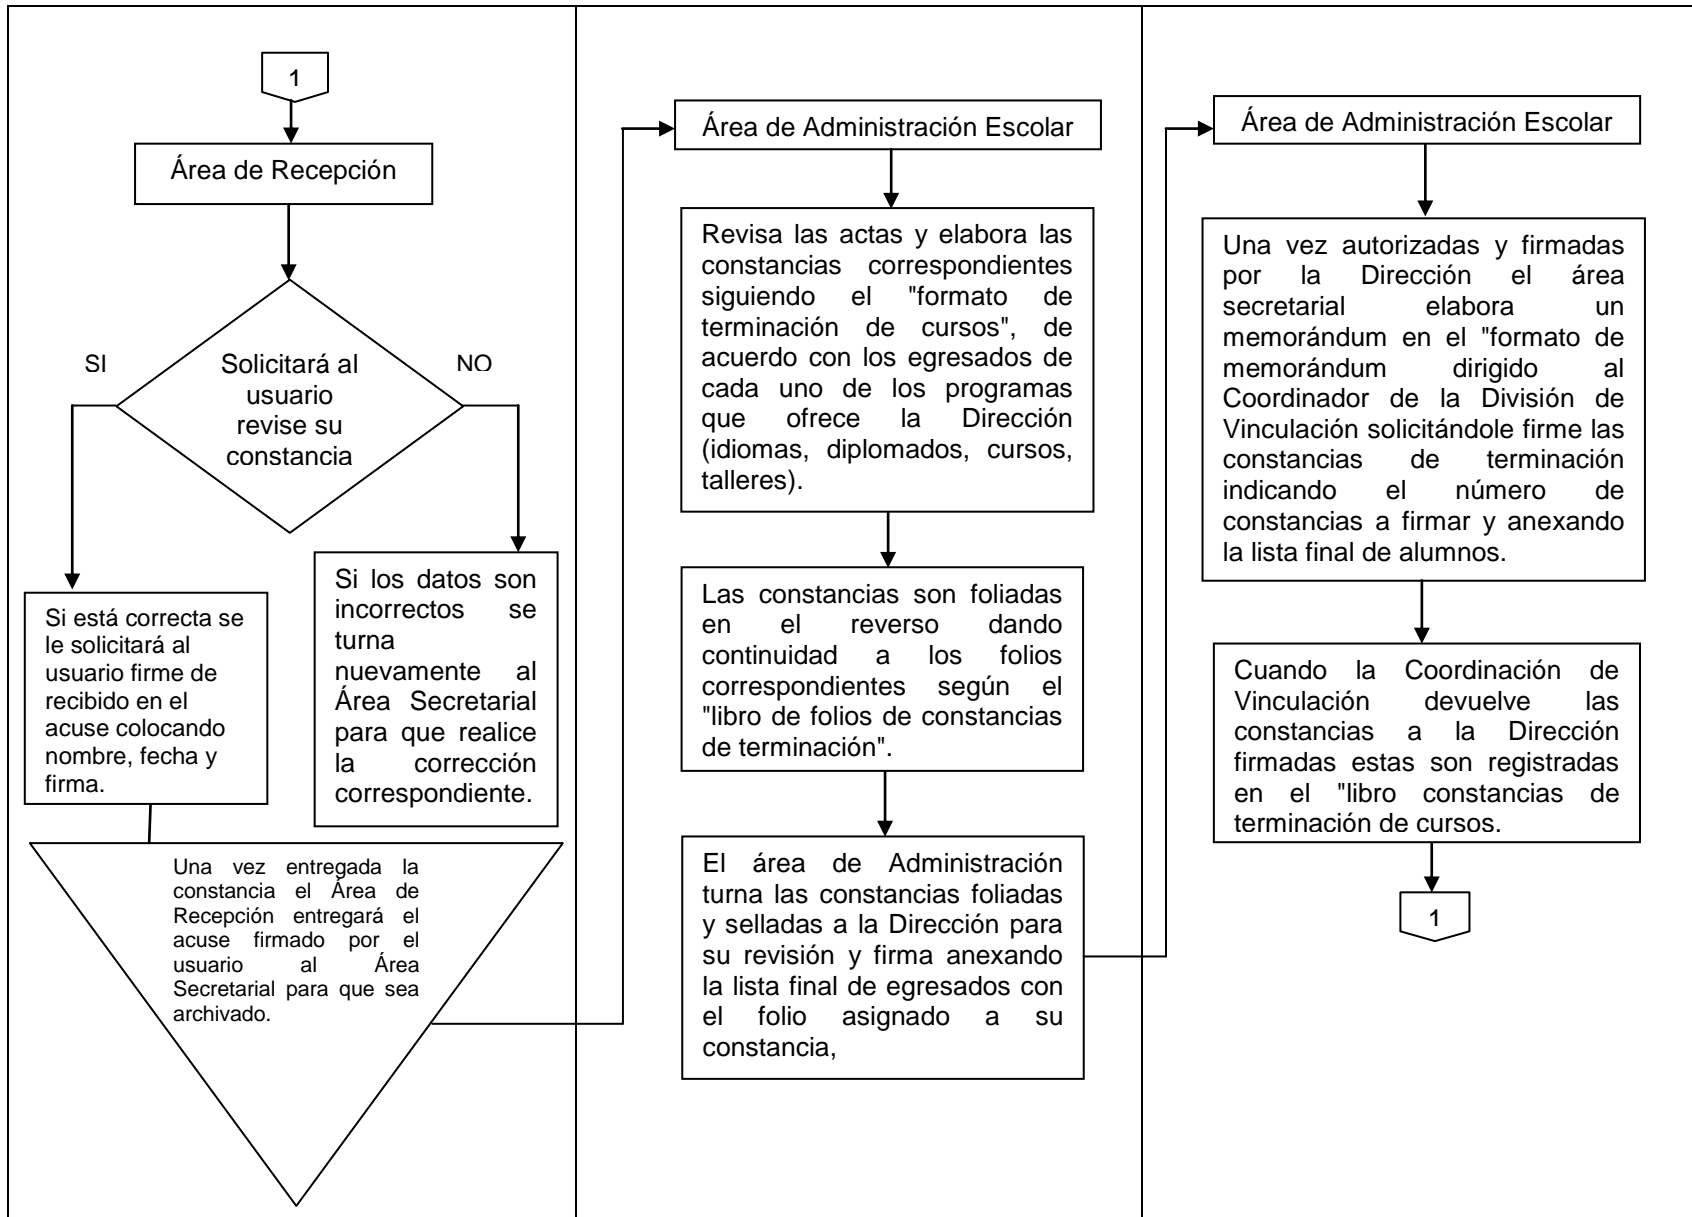 1
Área de Recepción
SI
NO
Solicitará al
usuario
revise su
constancia
Si está correcta se
le solicitará al
usuario firme de
recibido en el
acuse colocando
nombre, fecha y
firma.
Si los datos son
incorrectos se
turna
nuevamente al
Área Secretarial
para que realice
la corrección
correspondiente.
Una vez entregada la
constancia el Área de
Recepción entregará el
acuse firmado por el
usuario al Área
Secretarial para que sea
archivado.
Área de Administración Escolar
Revisa las actas y elabora las
constancias correspondientes
siguiendo el "formato de
terminación de cursos", de
acuerdo con los egresados de
cada uno de los programas
que ofrece la Dirección
(idiomas, diplomados, cursos,
talleres).
Las constancias son foliadas
en el reverso dando
continuidad a los folios
correspondientes según el
"libro de folios de constancias
de terminación".
El área de Administración
turna las constancias foliadas
y selladas a la Dirección para
su revisión y firma anexando
la lista final de egresados con
el folio asignado a su
constancia,
Área de Administración Escolar
Una vez autorizadas y firmadas
por la Dirección el área
secretarial elabora un
memorándum en el "formato de
memorándum dirigido al
Coordinador de la División de
Vinculación solicitándole firme las
constancias de terminación
indicando el número de
constancias a firmar y anexando
la lista final de alumnos.
Cuando la Coordinación de
Vinculación devuelve las
constancias a la Dirección
firmadas estas son registradas
en el "libro constancias de
terminación de cursos.
1